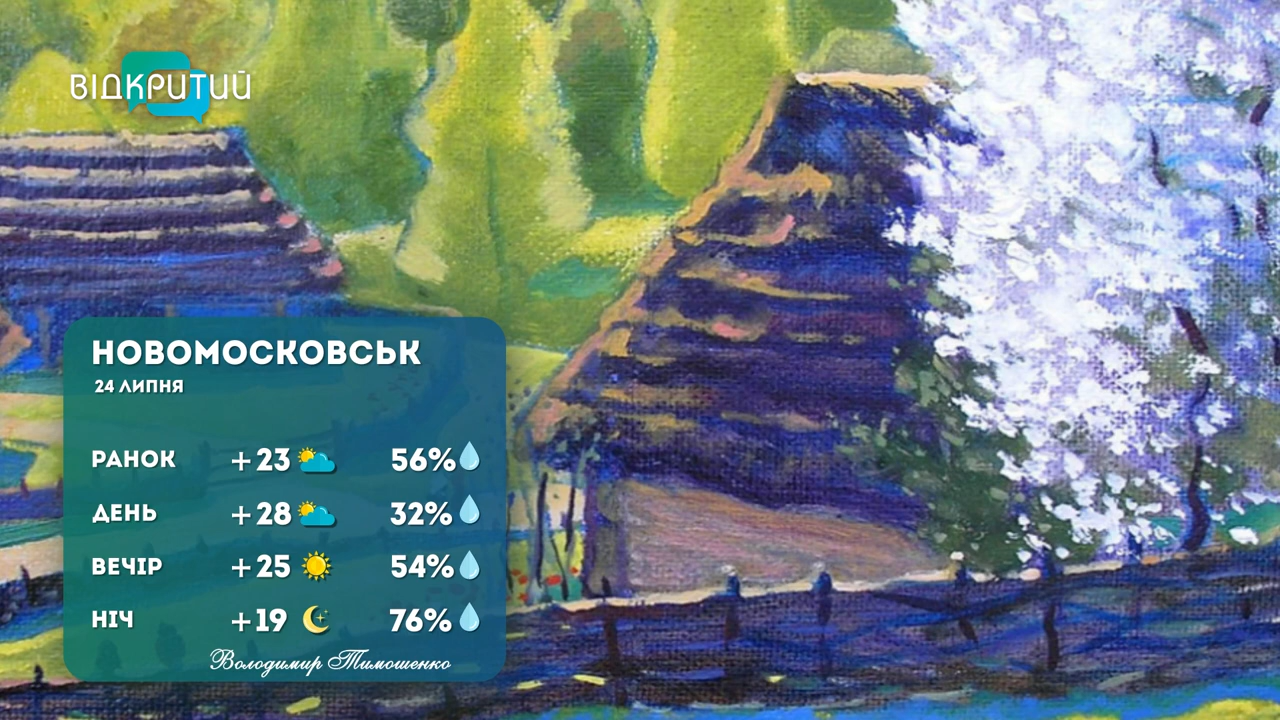 ВІДКРИТИЙ
НОВОМОСКОВСЬК
24 ЛИПНЯ
РАНОК +23 56%
ДЕНЬ +28 32%
ВЕЧІР +25 54%
НІЧ +19 76%
Володимир Тимошенко